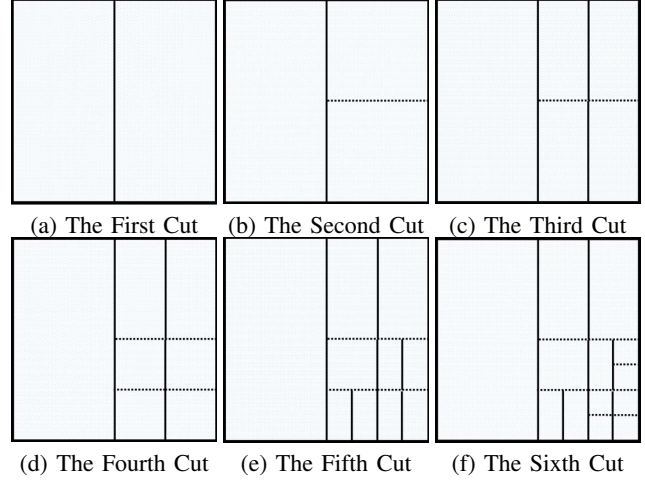 (a) The First Cut (b) The Second Cut (c) The Third Cut
(d) The Fourth Cut (e) The Fifth Cut (f) The Sixth Cut